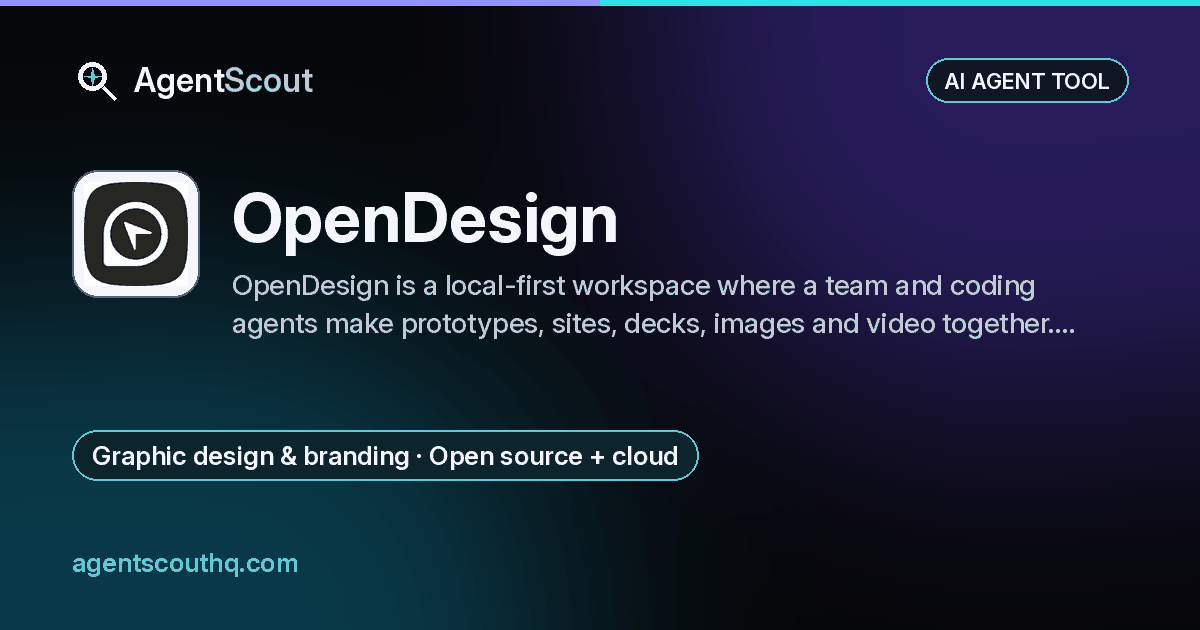 AgentScout
AI AGENT TOOL
OpenDesign
OpenDesign is a local-first workspace where a team and coding
agents make prototypes, sites, decks, images and video together....
Graphic design & branding · Open source + cloud
agentscouthq.com